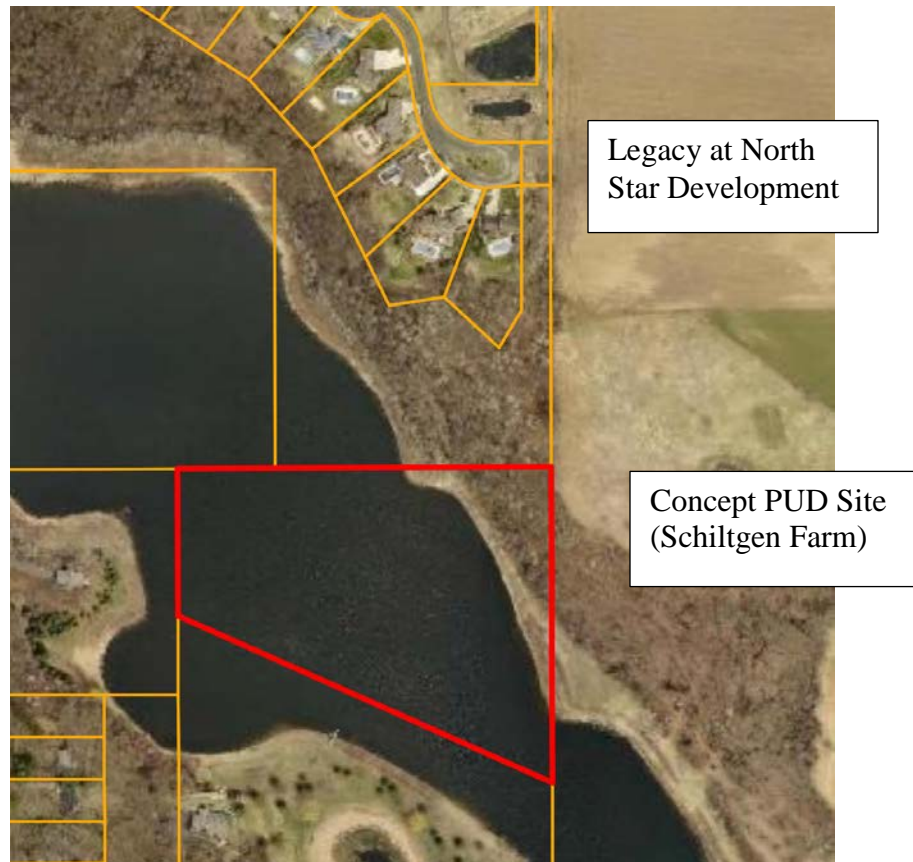 Legacy at North
Star Development
Concept PUD Site
(Schiltgen Farm)